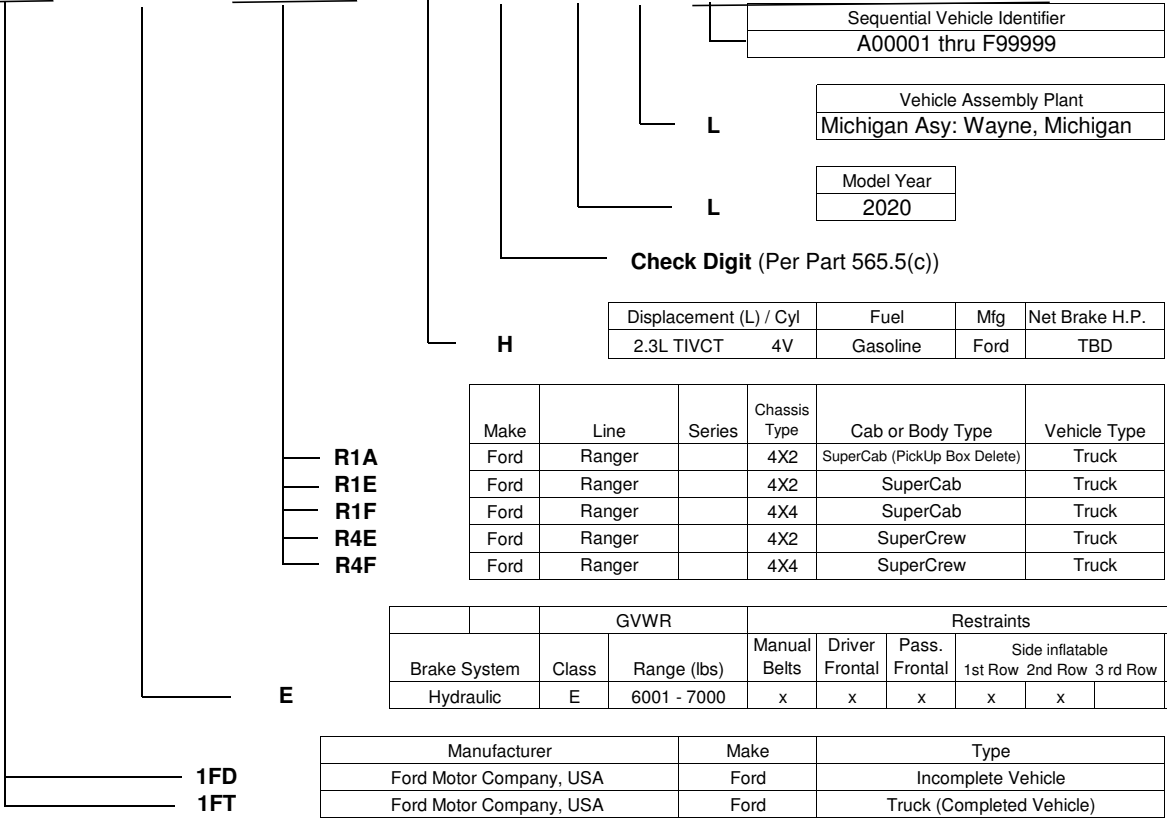 Sequential Vehicle Identifier
A00001 thru F99999
Vehicle Assembly Plant
L Michigan Asy: Wayne, Michigan
Model Year
L 2020
Check Digit (Per Part 565.5(c))
Displacement (L) / Cyl Fuel Mfg Net Brake H.P.
H 2.3L TIVCT 4V Gasoline Ford TBD
Make Line Series Chassis Type Cab or Body Type Vehicle Type
R1A Ford Ranger 4X2 SuperCab (PickUp Box Delete) Truck
R1E Ford Ranger 4X2 SuperCab Truck
R1F Ford Ranger 4X4 SuperCab Truck
R4E Ford Ranger 4X2 SuperCrew Truck
R4F Ford Ranger 4X4 SuperCrew Truck
GVWR Restraints
Manual Driver Pass. Side inflatable
Brake System Class Range (lbs) Belts Frontal Frontal 1st Row 2nd Row 3 rd Row
E Hydraulic E 6001 - 7000 x x x x x
Manufacturer Make Type
1FD Ford Motor Company, USA Ford Incomplete Vehicle
1FT Ford Motor Company, USA Ford Truck (Completed Vehicle)